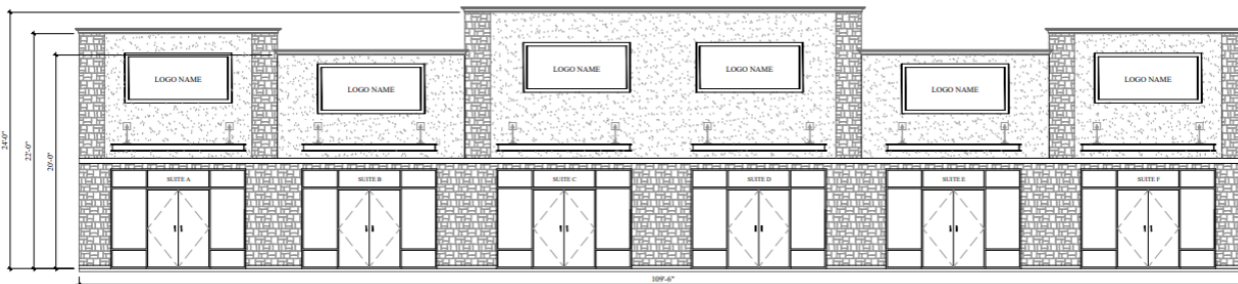 LOGO NAME
LOGO NAME
LOGO NAME
LOGO NAME
LOGO NAME
LOGO NAME
24'-0"
22'-0"
20'-0"
SUITE A
SUITE B
SUITE C
SUITE D
SUITE E
SUITE F
109'-6"